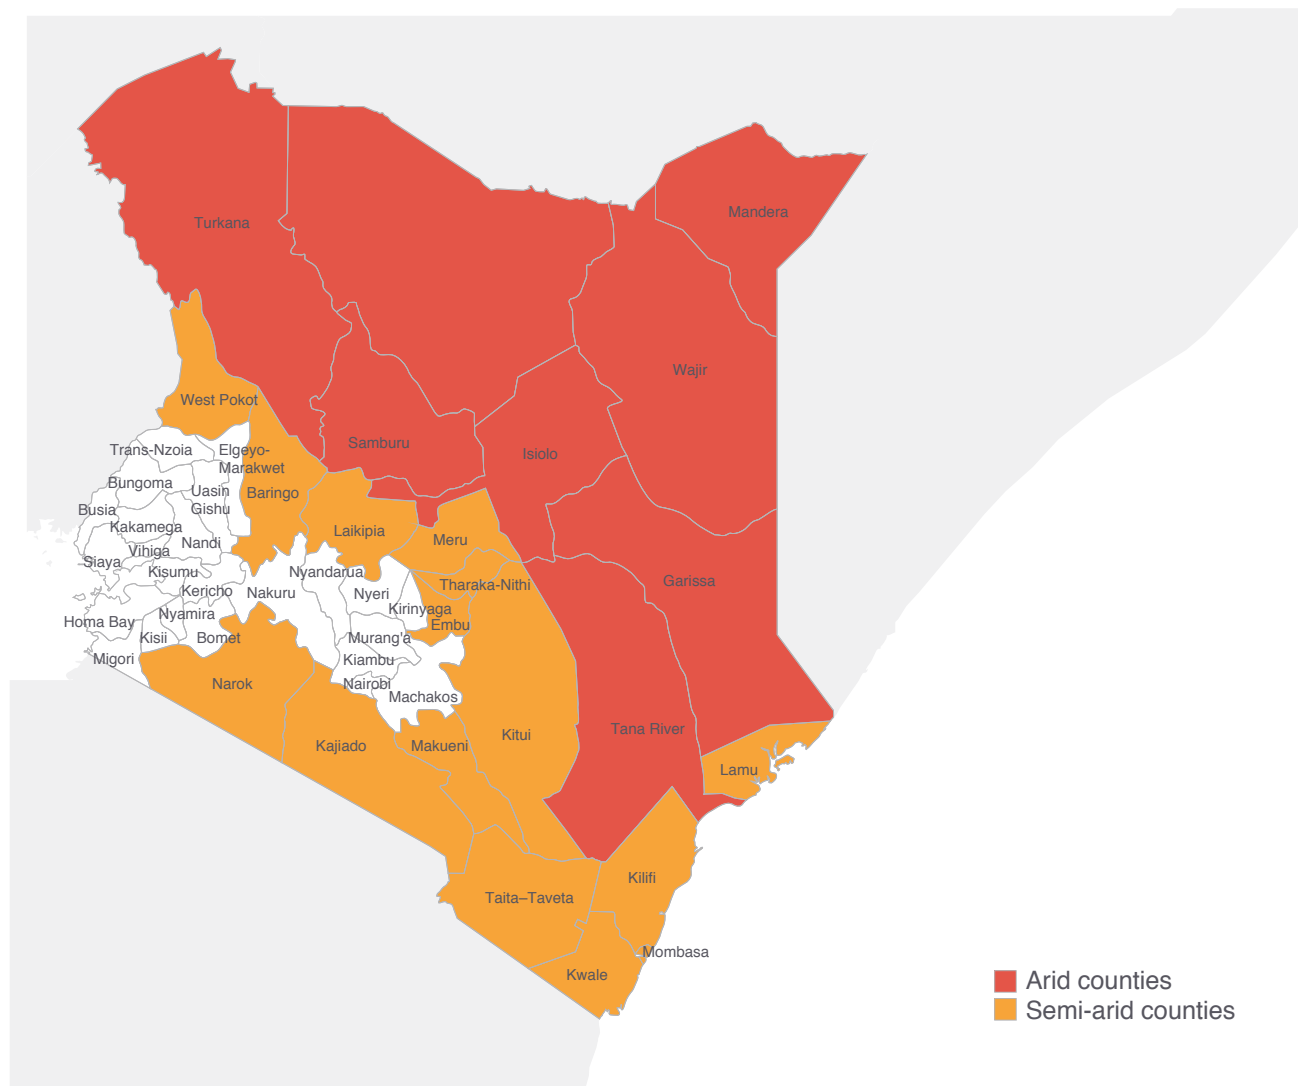 Mandera
Turkana
Wajir
West Pokot
Samburu
Isiolo
Trans-Nzoia
Elgeyo-
Marakwet
Bungoma
Uasin
Gishu
Baringo
Busia
Kakamega
Laikipia
Meru
Nandi
Vihiga
Siaya
Kisumu
Nyandarua
Garissa
Tharaka-Nithi
Kericho
Nakuru
Nyeri
Kirinyaga
Nyamira
Homa Bay
Embu
Kisii
Bomet
Murang'a
Migori
Kiambu
Narok
Nairobi
Machakos
Tana River
Kitui
Kajiado
Makueni
Lamu
Kilifi
Taita–Taveta
Mombasa
Kwale
Arid counties
Semi-arid counties